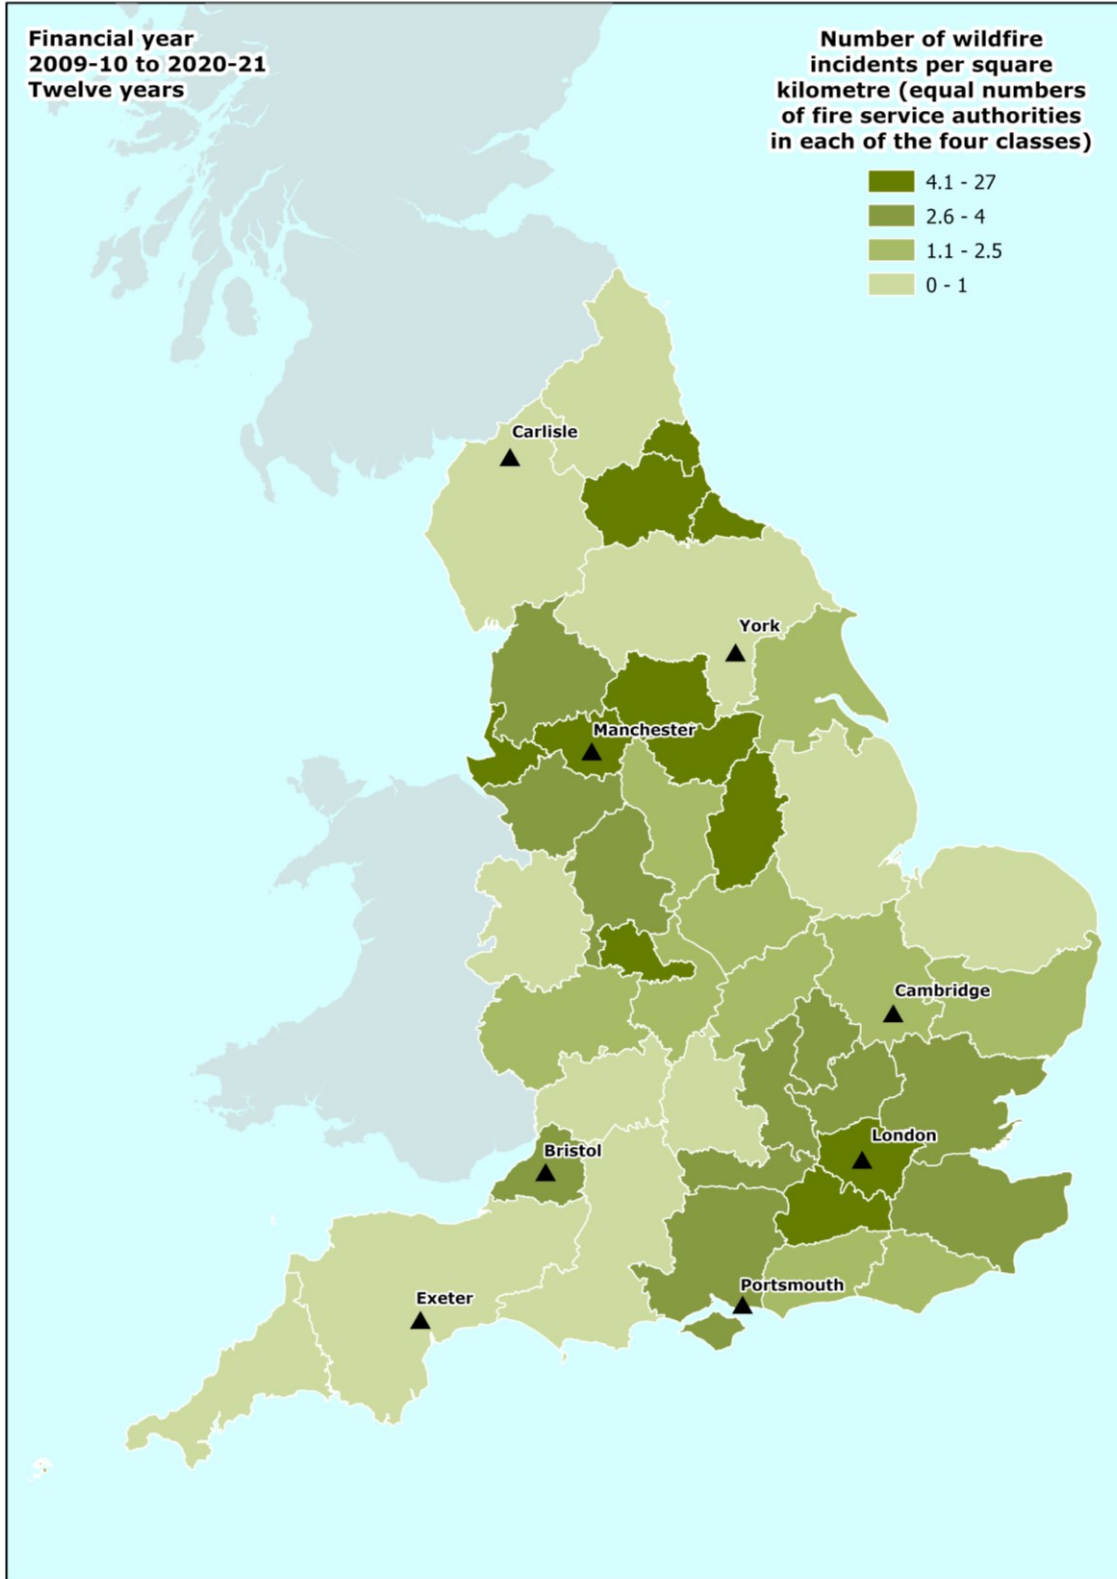 Financial year
2009-10 to 2020-21
Twelve years
Number of wildfire
incidents per square
kilometre (equal numbers
of fire service authorities
in each of the four classes)
4.1 - 27
2.6 - 4
1.1 - 2.5
0 - 1
Carlisle
York
Manchester
Cambridge
London
Bristol
Portsmouth
Exeter